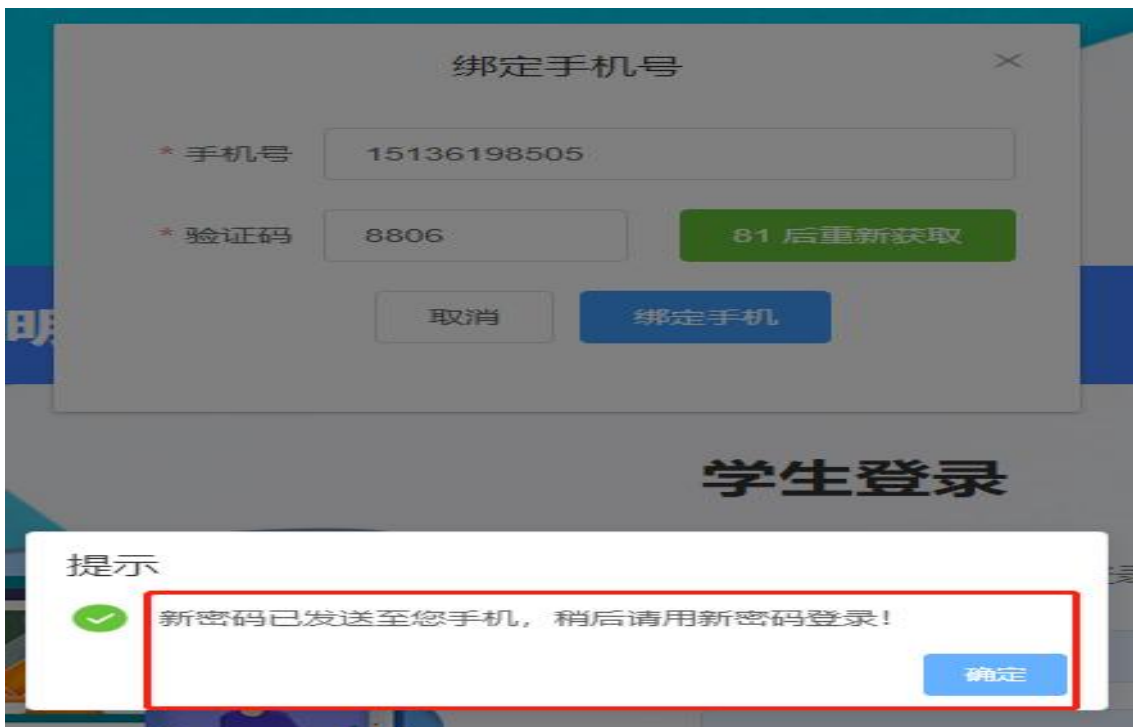 绑定手机号
* 手机号 15136198505
* 验证码 8806 81 后重新获取
取消 绑定手机
明
学生登录
录
提示
新密码已发送至您手机，稍后请用新密码登录！
确定